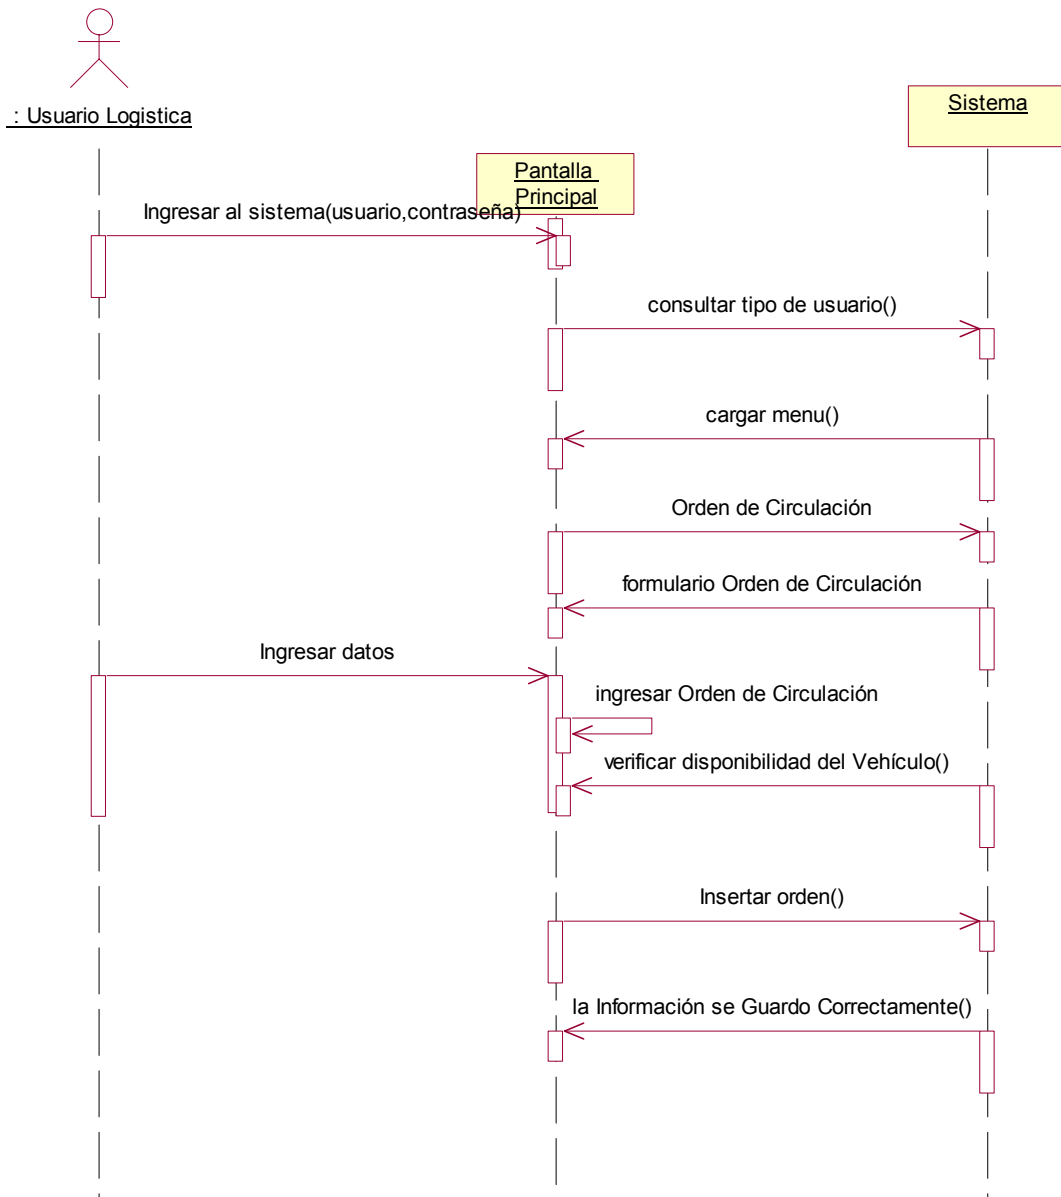 : Usuario Logistica
Sistema
Pantalla
Principal
Ingresar al sistema(usuario,contraseña)
consultar tipo de usuario()
cargar menu()
Orden de Circulación
formulario Orden de Circulación
Ingresar datos
ingresar Orden de Circulación
verificar disponibilidad del Vehículo()
Insertar orden()
la Información se Guardo Correctamente()